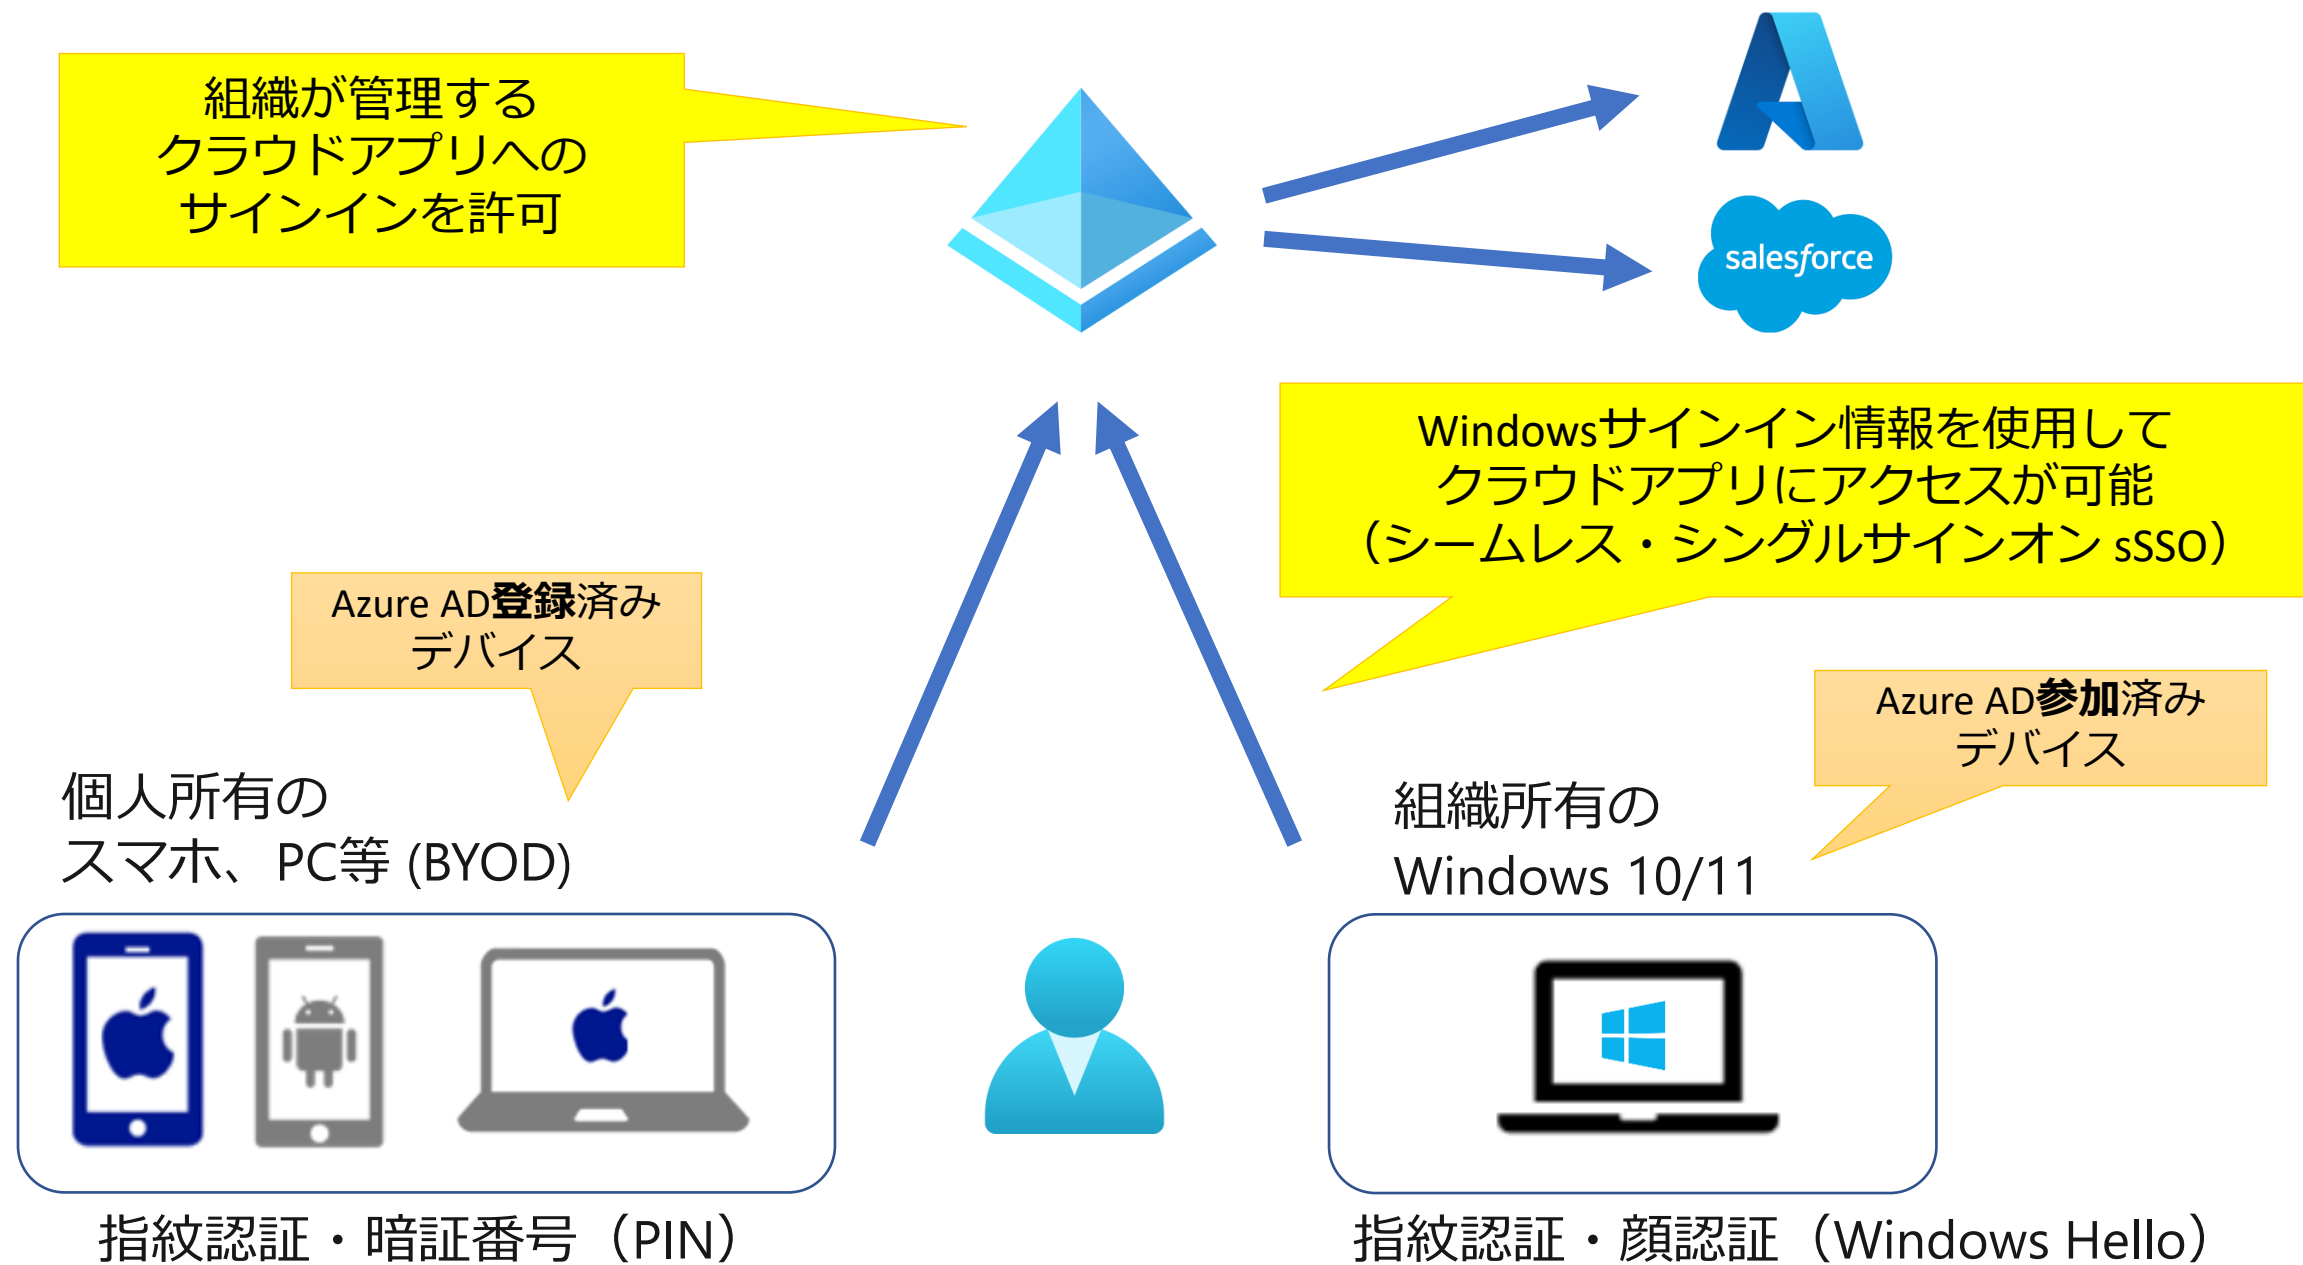 組織が管理する
クラウドアプリへの
サインインを許可
salesforce
Windowsサインイン情報を使用して
クラウドアプリにアクセスが可能
（シームレス・シングルサインオン sSSO）
Azure AD登録済み
デバイス
Azure AD参加済み
デバイス
個人所有の
スマホ、PC等 (BYOD)
組織所有の
Windows 10/11
指紋認証・暗証番号（PIN）
指紋認証・顔認証（Windows Hello）